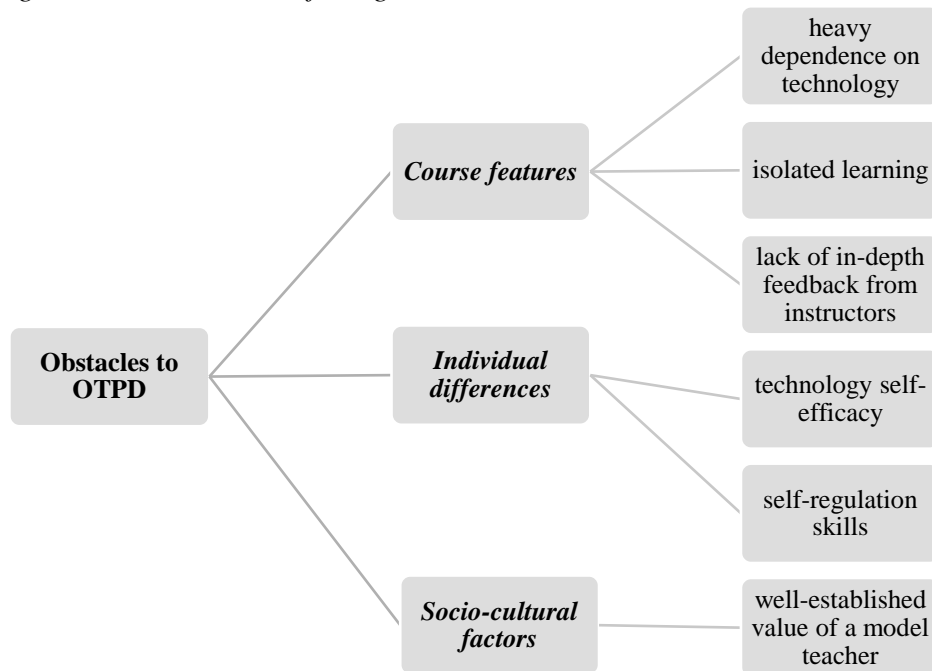 heavy
dependence on
technology
Course features
isolated learning
lack of in-depth
feedback from
instructors
Obstacles to
OTPD
Individual
differences
technology self-
efficacy
self-regulation
skills
Socio-cultural
factors
well-established
value of a model
teacher